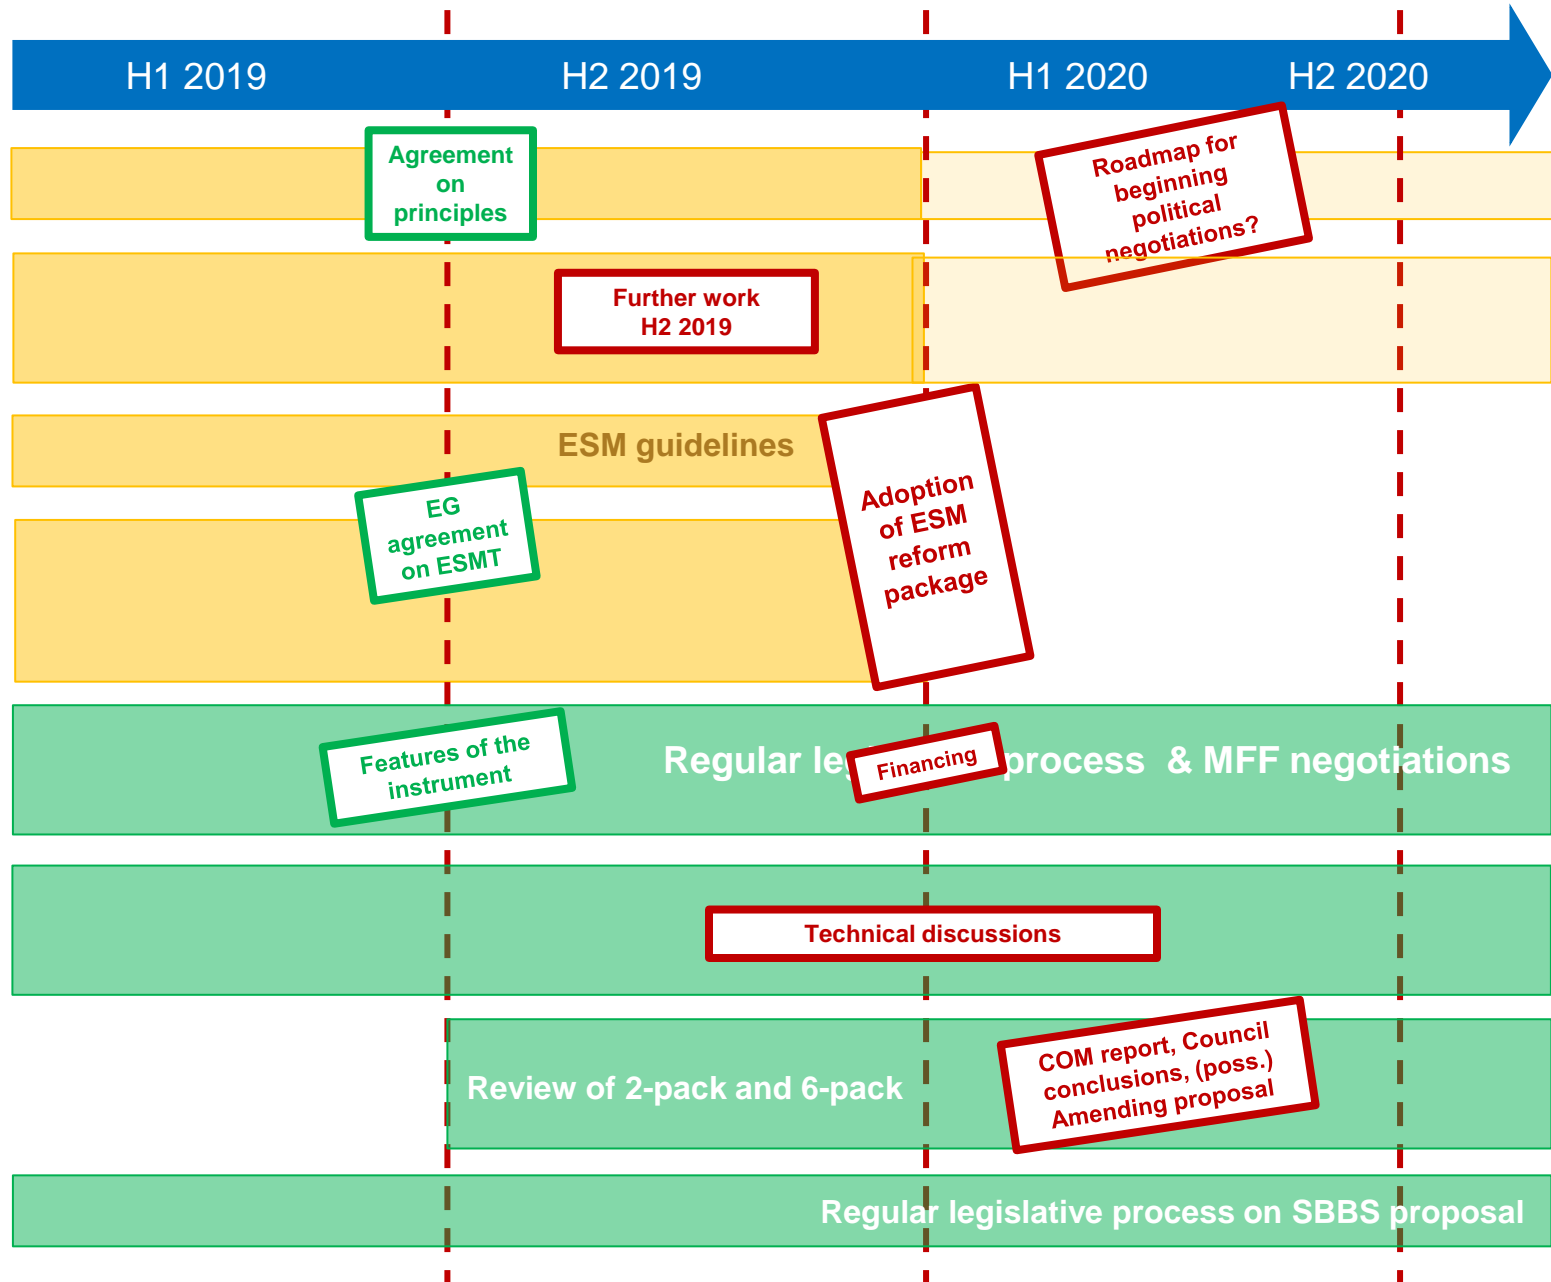 H1 2019
H2 2019
H1 2020
H2 2020
Agreement
on
principles
Roadmap for
beginning
political
negotiations?
Further work
H2 2019
ESM guidelines
EG
agreement
on ESMT
Adoption
of ESM
reform
package
Features of the
instrument
Regular process & MFF negotiations
Financing
Technical discussions
Review of 2-pack and 6-pack
COM report, Council
conclusions, (poss.)
Amending proposal
Regular legislative process on SBBS proposal